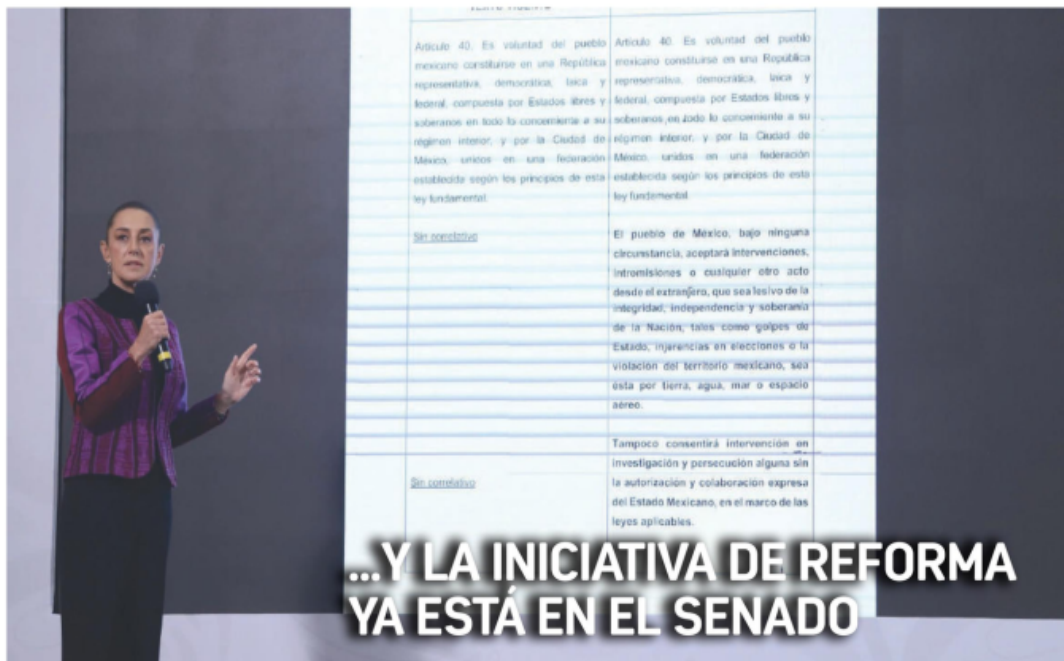 Artículo 40. Es voluntad del pueblo
mexicano constituirse en una República
representativa, democrática, laica y
federal, compuesta por Estados libres y
soberanos en todo lo concerniente a su
régimen interior, y por la Ciudad de
México, unidos en una federación
establecida según los principios de esta
ley fundamental.
Sin correlativo
Sin correlativo
Artículo 40. Es voluntad del pueblo
mexicano constituirse en una República
representativa, democrática, laica y
federal, compuesta por Estados libres y
soberanos en todo lo concerniente a su
régimen interior, y por la Ciudad de
México, unidos en una federación
establecida según los principios de esta
ley fundamental.
El pueblo de México, bajo ninguna
circunstancia, aceptará intervenciones,
intromisiones o cualquier otro acto
desde el extranjero, que sea lesivo de la
integridad, independencia y soberanía
de la Nación, tales como golpes de
Estado, injerencias en elecciones o la
violación del territorio mexicano, sea
ésta por tierra, agua, mar o espacio
aéreo.
Tampoco consentirá intervención en
investigación y persecución alguna sin
la autorización y colaboración expresa
del Estado Mexicano, en el marco de las
leyes aplicables.
...Y LA INICIATIVA DE REFORMA
YA ESTÁ EN EL SENADO